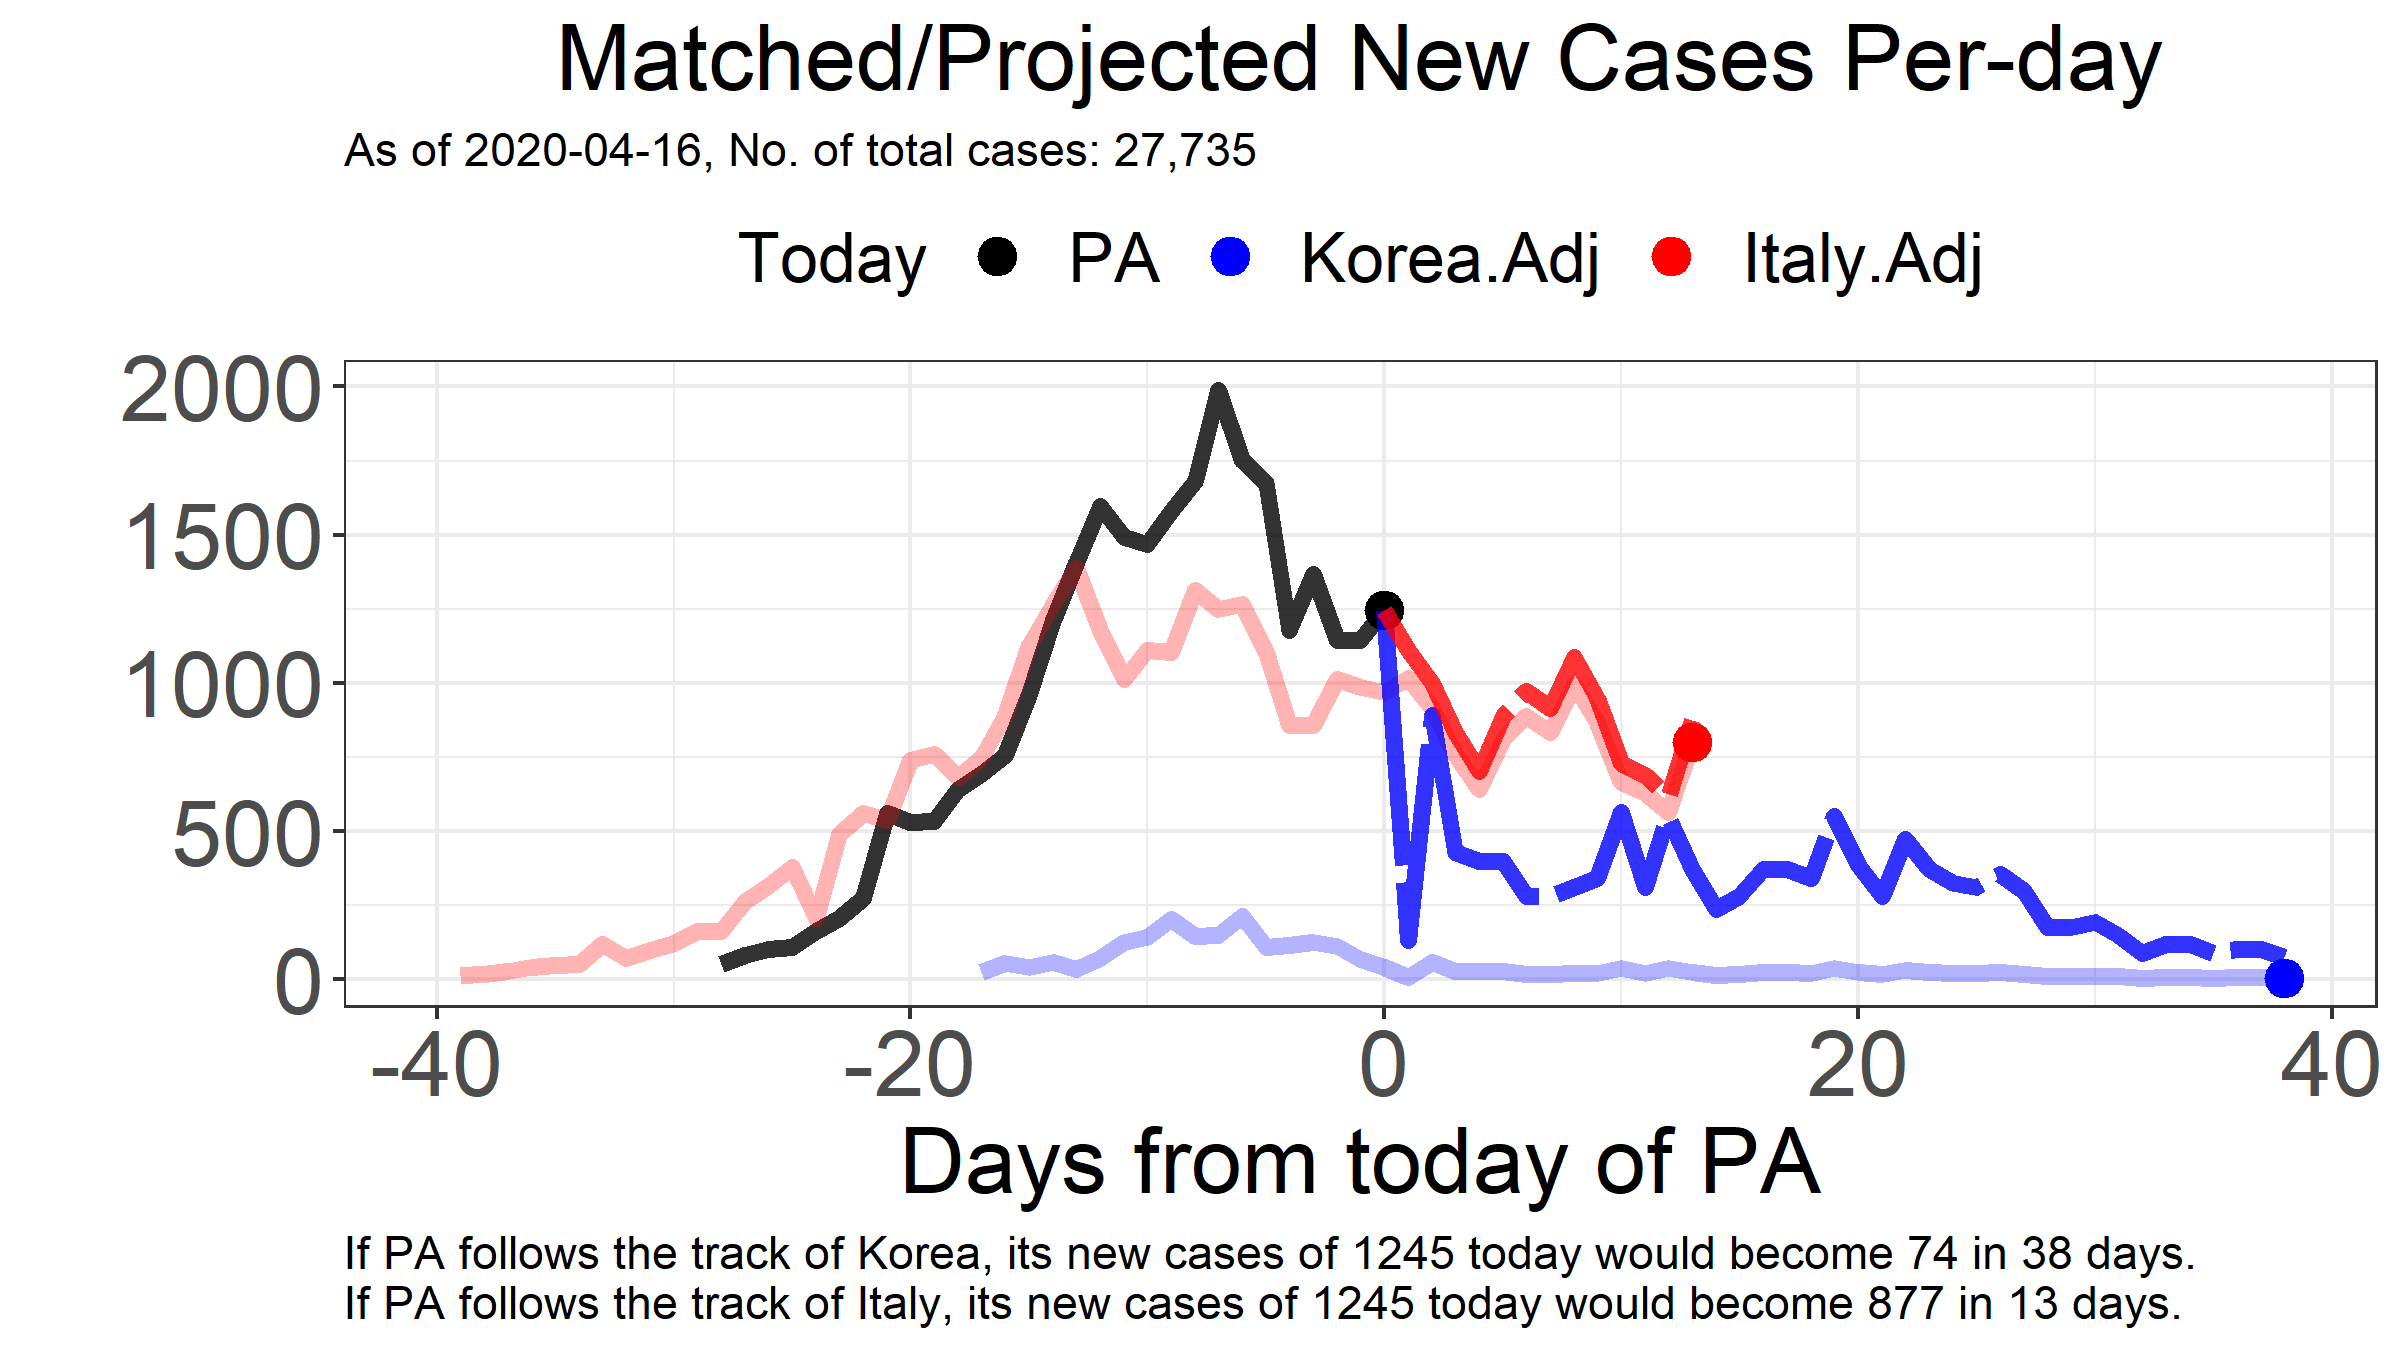 Matched/Projected New Cases Per-day
As of 2020-04-16, No. of total cases: 27,735
Today PA Korea.Adj Italy.Adj
2000
1500
1000
500
0
-40 -20 0 20 40
Days from today of PA
If PA follows the track of Korea, its new cases of 1245 today would become 74 in 38 days.
If PA follows the track of Italy, its new cases of 1245 today would become 877 in 13 days.